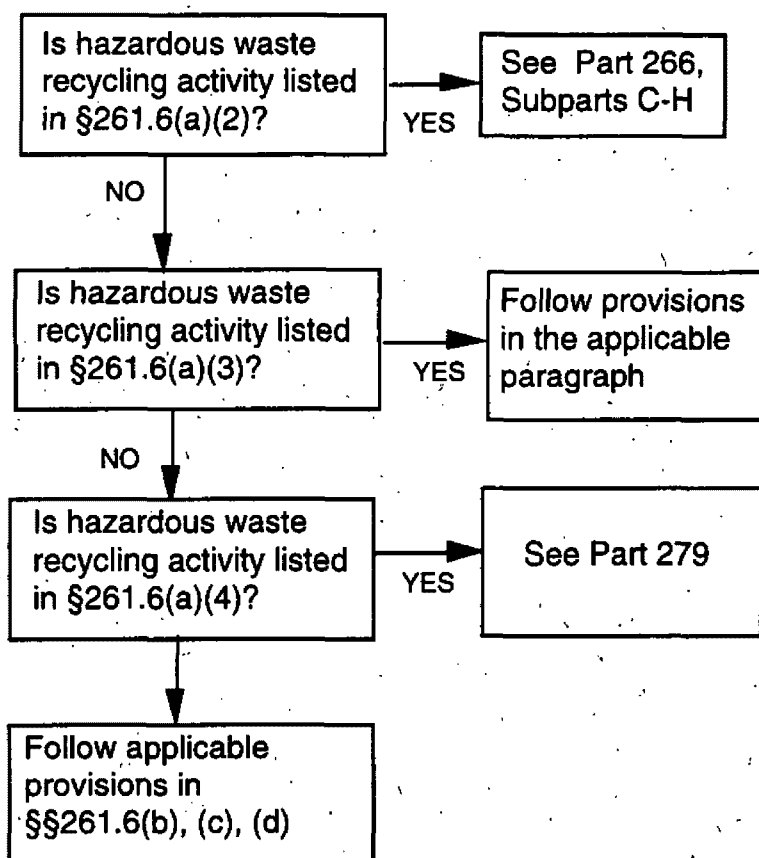 Is hazardous waste
recycling activity listed
in §261.6(a)(2)?
YES
See Part 266,
Subparts C-H
NO
Is hazardous waste
recycling activity listed
in §261.6(a)(3)?
YES
Follow provisions
in the applicable
paragraph
NO
Is hazardous waste
recycling activity listed
in §261.6(a)(4)?
YES
See Part 279
Follow applicable
provisions in
§§261.6(b), (c), (d)